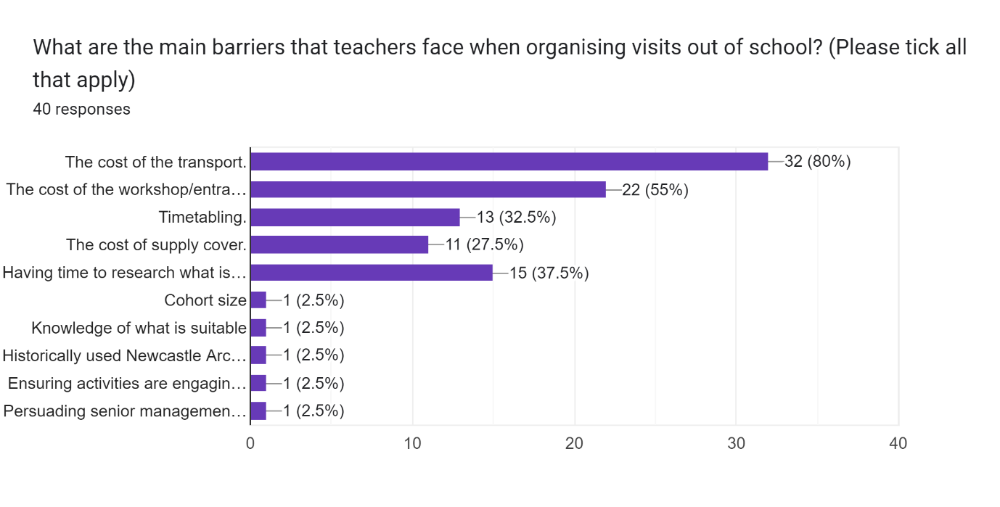 What are the main barriers that teachers face when organising visits out of school? (Please tick all
that apply)
40 responses
The cost of the transport.
32 (80%)
The cost of the workshop/entra…
22 (55%)
Timetabling.
13 (32.5%)
The cost of supply cover.
11 (27.5%)
Having time to research what is…
15 (37.5%)
Cohort size
1 (2.5%)
Knowledge of what is suitable
1 (2.5%)
Historically used Newcastle Arc…
1 (2.5%)
Ensuring activities are engagin…
1 (2.5%)
Persuading senior managemen…
1 (2.5%)
0 10 20 30 40